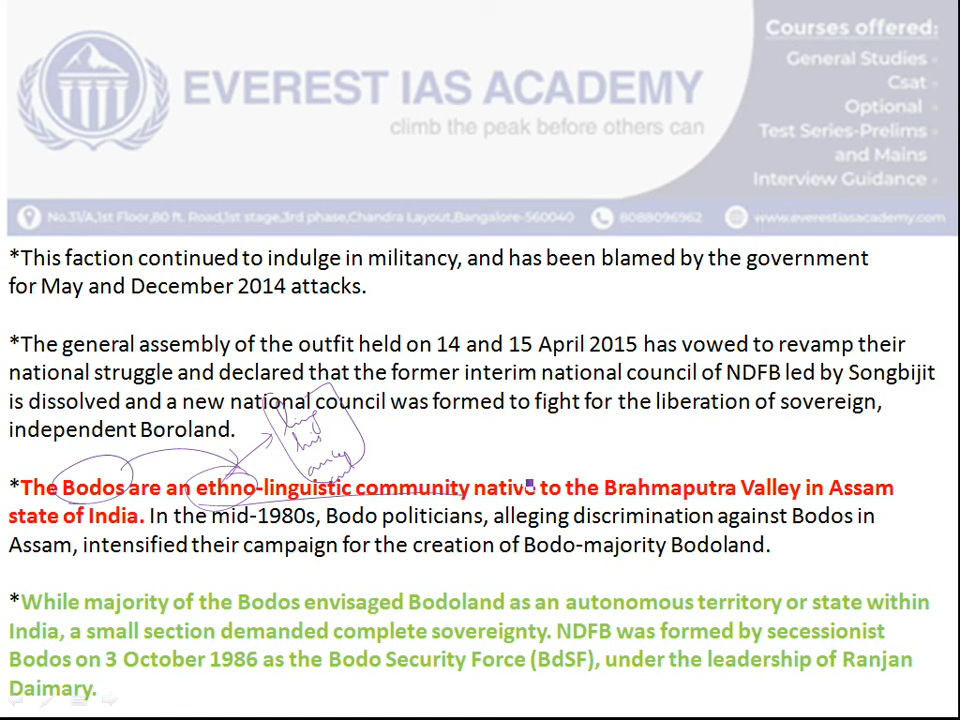 EVEREST IAS ACADEMY
climb the peak before others can
Courses offered:
General Studies
Csat
Optional
Test Series-Prelims
and Mains
Interview Guidance
No.31/A,1st Floor,80 ft. Road,1st stage,3rd phase,Chandra Layout,Bangalore-560040 8088096962 www.everestiasacademy.com
*This faction continued to indulge in militancy, and has been blamed by the government
for May and December 2014 attacks.
*The general assembly of the outfit held on 14 and 15 April 2015 has vowed to revamp their
national struggle and declared that the former interim national council of NDFB led by Songbijit
is dissolved and a new national council was formed to fight for the liberation of sovereign,
independent Boroland.
ling
his
*The Bodos are an ethno-linguistic community native to the Brahmaputra Valley in Assam
state of India. In the mid-1980s, Bodo politicians, alleging discrimination against Bodos in
Assam, intensified their campaign for the creation of Bodo-majority Bodoland.
*While majority of the Bodos envisaged Bodoland as an autonomous territory or state within
India, a small section demanded complete sovereignty. NDFB was formed by secessionist
Bodos on 3 October 1986 as the Bodo Security Force (BdSF), under the leadership of Ranjan
Daimary.